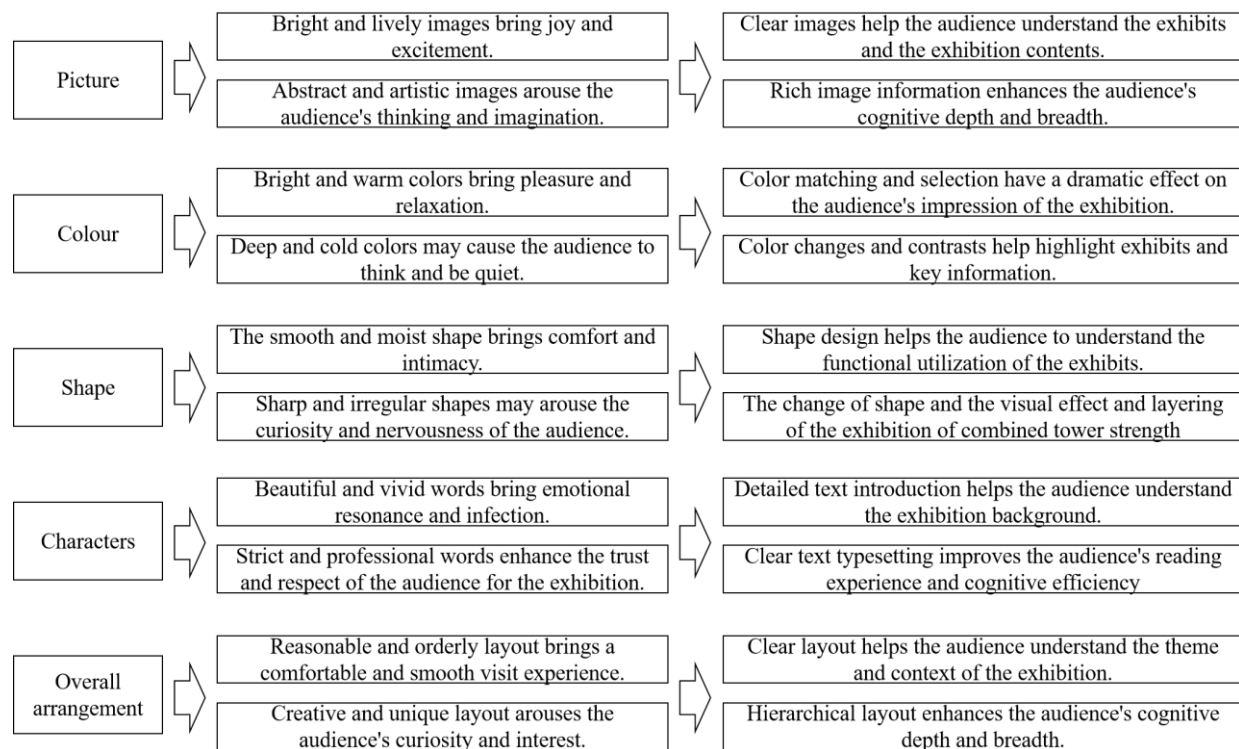 Picture
Bright and lively images bring joy and
excitement.
Abstract and artistic images arouse the
audience's thinking and imagination.
Clear images help the audience understand the exhibits
and the exhibition contents.
Rich image information enhances the audience's
cognitive depth and breadth.
Colour
Bright and warm colors bring pleasure and
relaxation.
Deep and cold colors may cause the audience to
think and be quiet.
Color matching and selection have a dramatic effect on
the audience's impression of the exhibition.
Color changes and contrasts help highlight exhibits and
key information.
Shape
The smooth and moist shape brings comfort and
intimacy.
Sharp and irregular shapes may arouse the
curiosity and nervousness of the audience.
Shape design helps the audience to understand the
functional utilization of the exhibits.
The change of shape and the visual effect and layering
of the exhibition of combined tower strength
Characters
Beautiful and vivid words bring emotional
resonance and infection.
Strict and professional words enhance the trust
and respect of the audience for the exhibition.
Detailed text introduction helps the audience understand
the exhibition background.
Clear text typesetting improves the audience's reading
experience and cognitive efficiency
Overall
arrangement
Reasonable and orderly layout brings a
comfortable and smooth visit experience.
Creative and unique layout arouses the
audience's curiosity and interest.
Clear layout helps the audience understand the theme
and context of the exhibition.
Hierarchical layout enhances the audience's cognitive
depth and breadth.